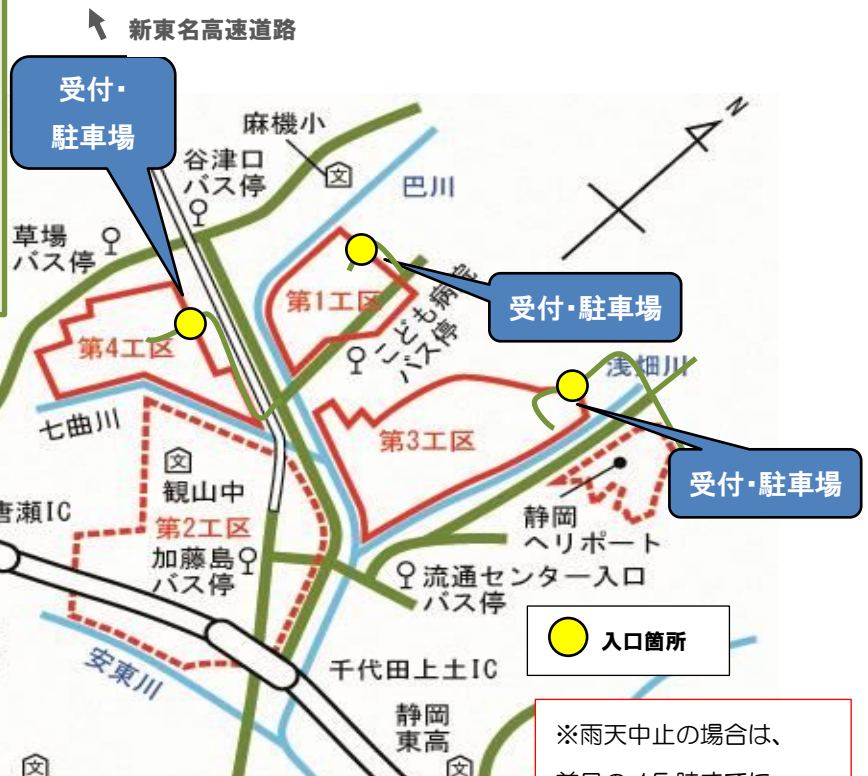 新東名高速道路
受付・
駐車場
麻機小
文
谷津口
バス停
巴川
N
草場
バス停
第1工区
こども病院
バス停
受付・駐車場
第4工区
浅畑川
七曲川
第3工区
文
観山中
受付・駐車場
唐瀬IC
第2工区
静岡
ヘリポート
加藤島
バス停
流通センター入口
バス停
入口箇所
安東川
千代田上土IC
静岡
東高
文
文
※雨天中止の場合は、